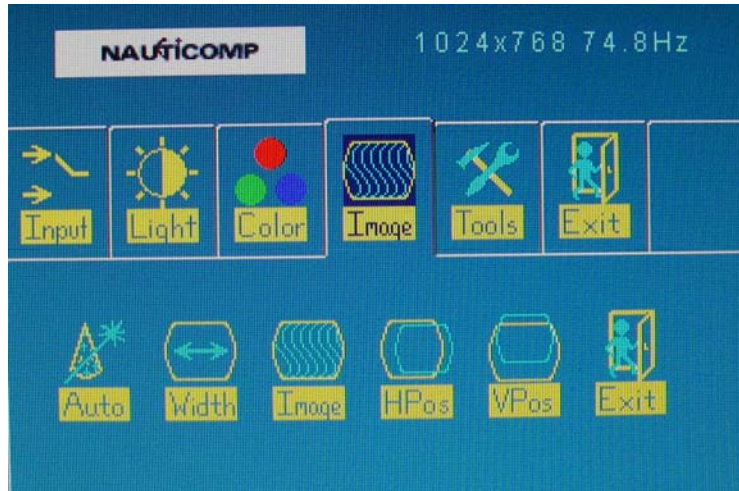 NAUTICOMP 1024x768 74.8Hz
Input Light Color Image Tools Exit
Auto Width Image HPos VPos Exit